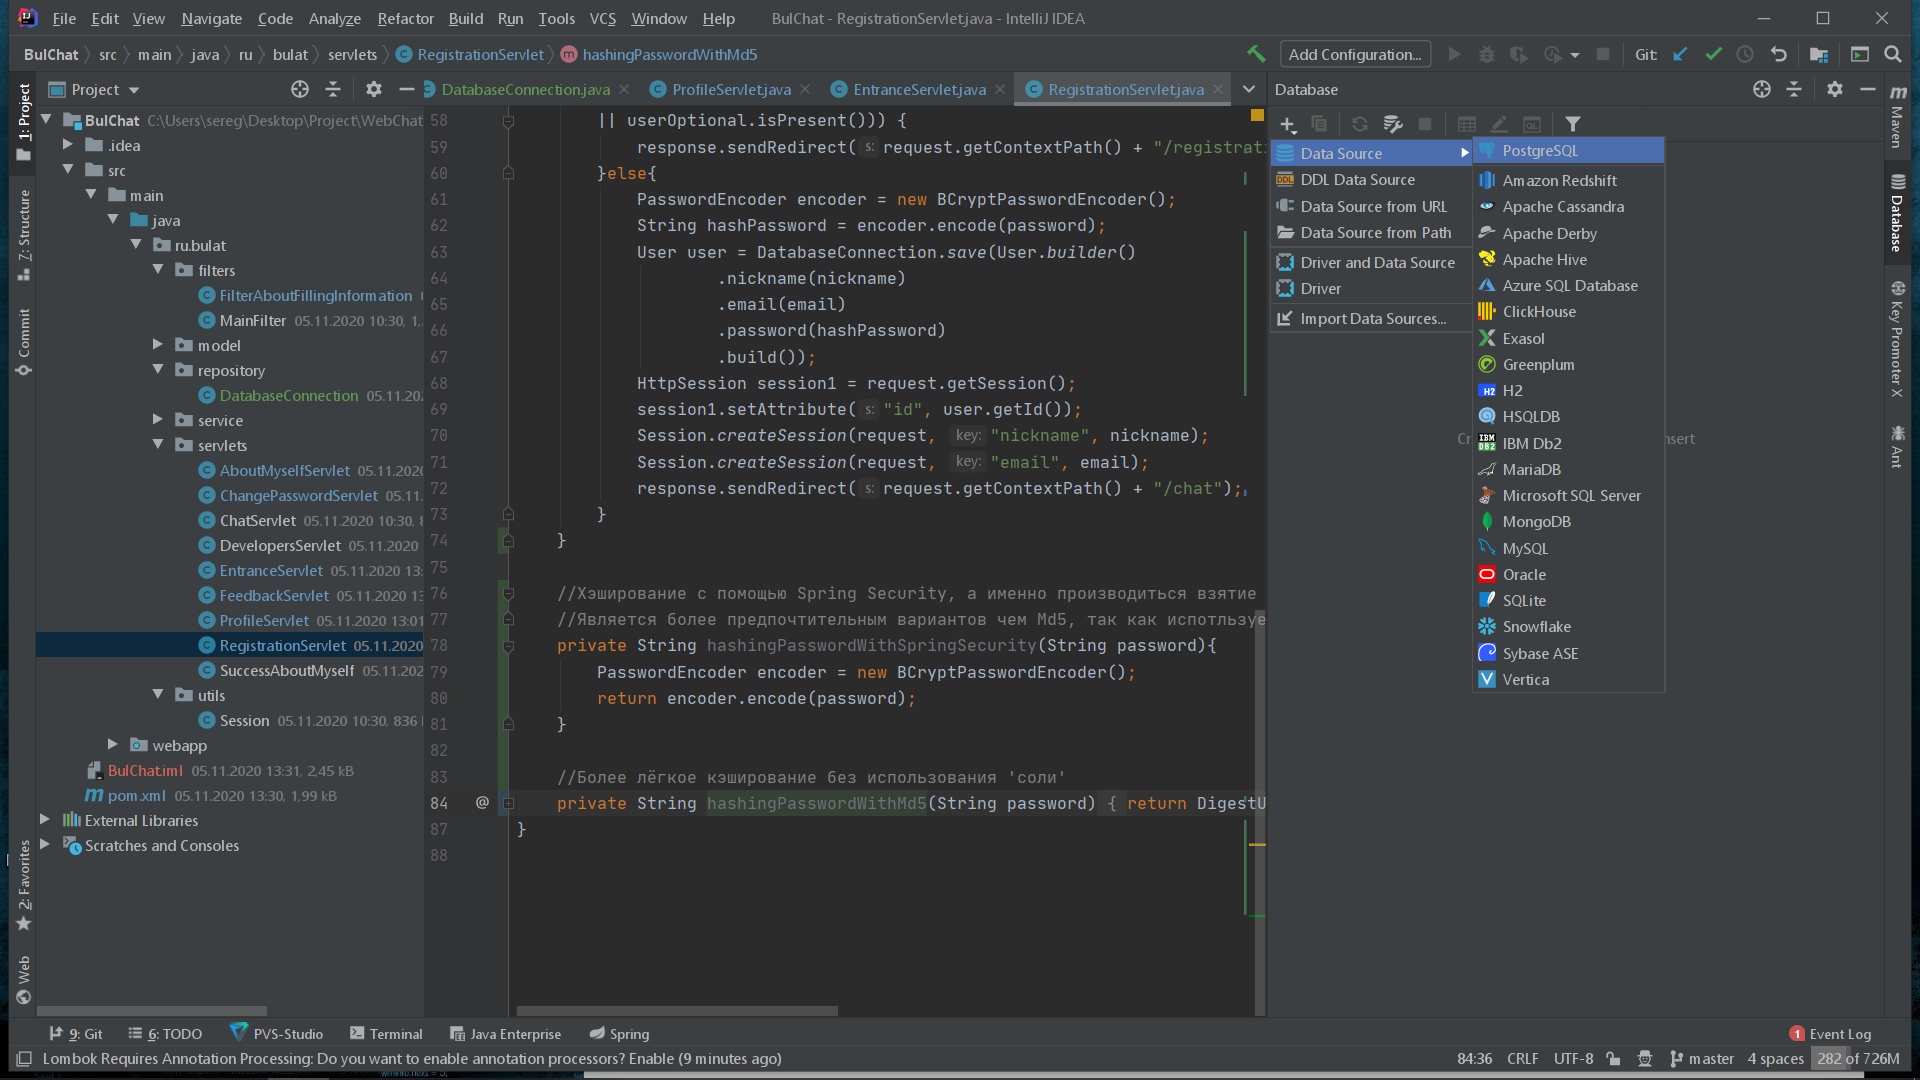 File Edit View Navigate Code Analyze Refactor Build Run Tools VCS Window Help BulChat - RegistrationServlet.java - IntelliJ IDEA
BulChat src main java ru bulat servlets RegistrationServlet hashingPasswordWithMd5 Add Configuration... Git:
1: Project
7: Structure
Commit
2: Favorites
Web
Project
BulChat C:\Users\sereg\Desktop\Project\WebChat
.idea
src
main
java
ru.bulat
filters
FilterAboutFillingInformation
MainFilter 05.11.2020 10:30, 1,
model
repository
DatabaseConnection 05.11.202
service
servlets
AboutMyselfServlet 05.11.2020
ChangePasswordServlet 05.11.
ChatServlet 05.11.2020 10:30, 8
DevelopersServlet 05.11.2020
EntranceServlet 05.11.2020 13:
FeedbackServlet 05.11.2020 13
ProfileServlet 05.11.2020 13:01
RegistrationServlet 05.11.2020
SuccessAboutMyself 05.11.202
utils
Session 05.11.2020 10:30, 836
webapp
BulChat.iml 05.11.2020 13:31, 2,45 kB
pom.xml 05.11.2020 13:30, 1,99 kB
External Libraries
Scratches and Consoles
DatabaseConnection.java ProfileServlet.java EntranceServlet.java RegistrationServlet.java
58 || userOptional.isPresent())) {
59 response.sendRedirect( s: request.getContextPath() + "/registrati
60 }else{
61 PasswordEncoder encoder = new BCryptPasswordEncoder();
62 String hashPassword = encoder.encode(password);
63 User user = DatabaseConnection.save(User.builder()
64 .nickname(nickname)
65 .email(email)
66 .password(hashPassword)
67 .build());
68 HttpSession session1 = request.getSession();
69 session1.setAttribute( s: "id", user.getId());
70 Session.createSession(request, key: "nickname", nickname);
71 Session.createSession(request, key: "email", email);
72 response.sendRedirect( s: request.getContextPath() + "/chat");
73 }
74 }
75
76 //Хэширование с помощью Spring Security, а именно производиться взятие
77 //Является более предпочтительным вариантов чем Md5, так как испотльзуе
78 private String hashingPasswordWithSpringSecurity(String password){
79 PasswordEncoder encoder = new BCryptPasswordEncoder();
80 return encoder.encode(password);
81 }
82
83 //Более лёгкое кэширование без использования 'соли'
84 @ private String hashingPasswordWithMd5(String password) { return DigestU
87 }
88
Database
Data Source
DDL Data Source
Data Source from URL
Data Source from Path
Driver and Data Source
Driver
Import Data Sources...
PostgreSQL
Amazon Redshift
Apache Cassandra
Apache Derby
Apache Hive
Azure SQL Database
ClickHouse
Exasol
Greenplum
H2
HSQLDB
IBM Db2
MariaDB
Microsoft SQL Server
MongoDB
MySQL
Oracle
SQLite
Snowflake
Sybase ASE
Vertica
Cr nsert
Maven
Database
Key Promoter X
Ant
9: Git 6: TODO PVS-Studio Terminal Java Enterprise Spring 1 Event Log
Lombok Requires Annotation Processing: Do you want to enable annotation processors? Enable (9 minutes ago) 84:36 CRLF UTF-8 master 4 spaces 282 of 726M